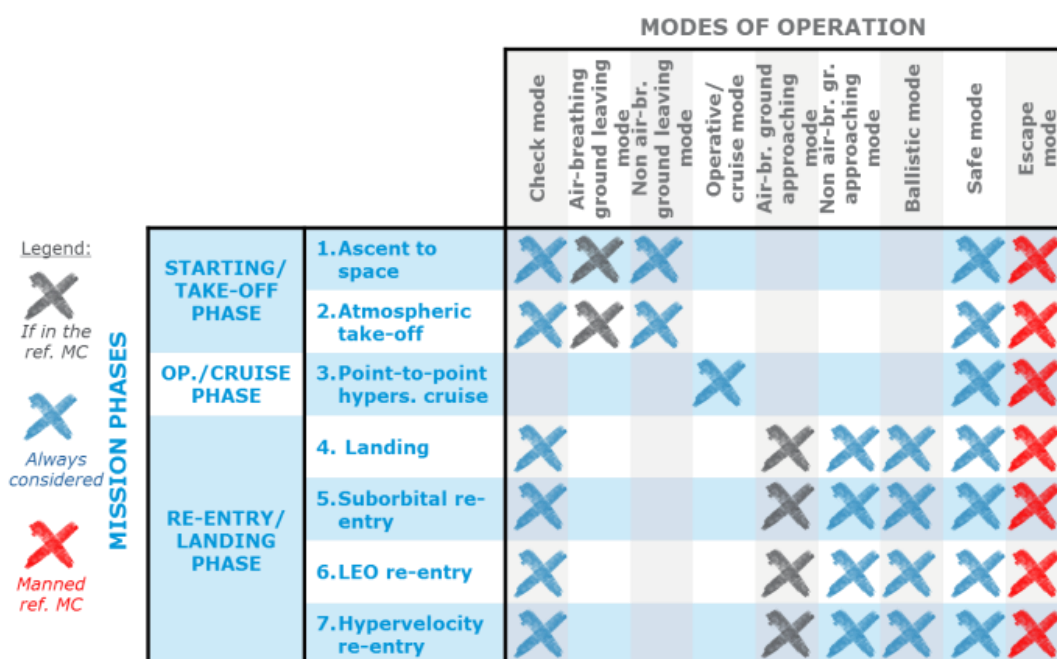 MODES OF OPERATION
Check mode
Air-breathing
ground leaving
mode
Non air-br.
ground leaving
mode
Operative/
cruise mode
Air-br. ground
approaching
mode
Non air-br. gr.
approaching
mode
Ballistic mode
Safe mode
Escape
mode
Legend:
If in the
ref. MC
Always
considered
Manned
ref. MC
MISSION PHASES
STARTING/
TAKE-OFF
PHASE
1.Ascent to
space
2.Atmospheric
take-off
OP./CRUISE
PHASE
3.Point-to-point
hypers. cruise
RE-ENTRY/
LANDING
PHASE
4. Landing
5.Suborbital re-
entry
6.LEO re-entry
7.Hypervelocity
re-entry